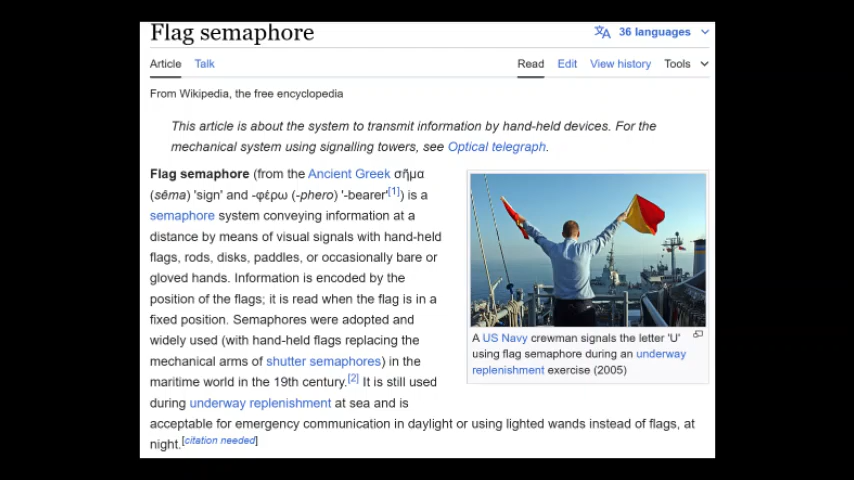 Flag semaphore
36 languages
Article Talk Read Edit View history Tools
From Wikipedia, the free encyclopedia
This article is about the system to transmit information by hand-held devices. For the
mechanical system using signalling towers, see Optical telegraph.
Flag semaphore (from the Ancient Greek σῆμα
(sêma) 'sign' and -φέρω (-phero) '-bearer'[1]) is a
semaphore system conveying information at a
distance by means of visual signals with hand-held
flags, rods, disks, paddles, or occasionally bare or
gloved hands. Information is encoded by the
position of the flags; it is read when the flag is in a
fixed position. Semaphores were adopted and
widely used (with hand-held flags replacing the
mechanical arms of shutter semaphores) in the
maritime world in the 19th century.[2] It is still used
during underway replenishment at sea and is
acceptable for emergency communication in daylight or using lighted wands instead of flags, at
night.[citation needed]
A US Navy crewman signals the letter 'U'
using flag semaphore during an underway
replenishment exercise (2005)